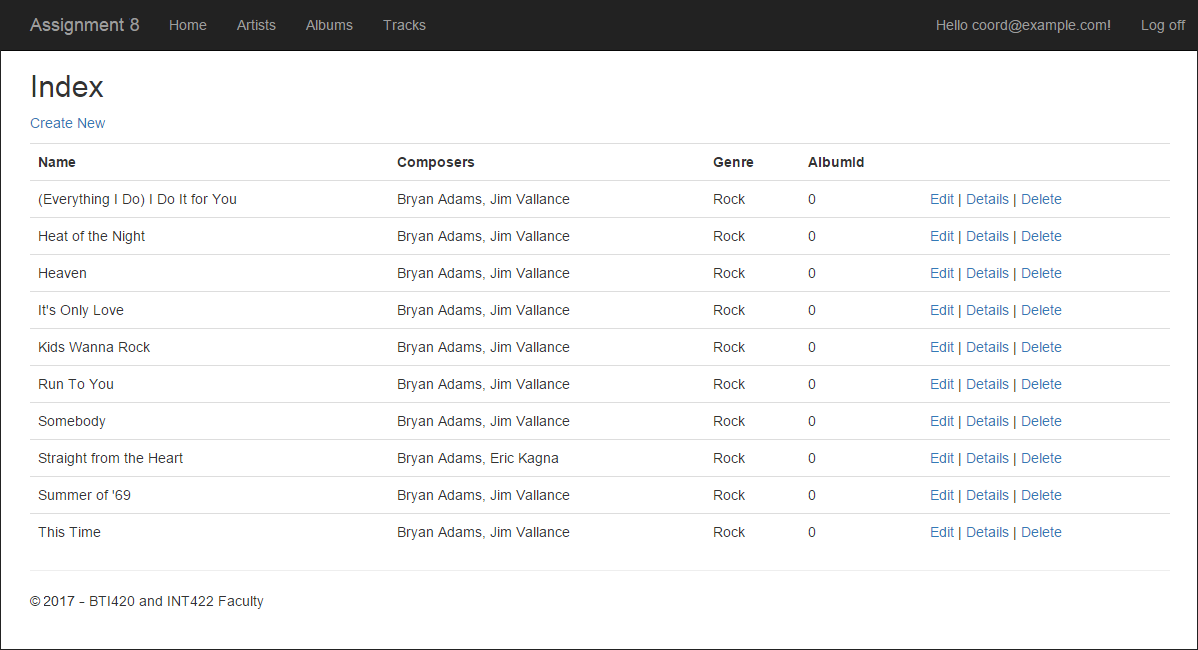 Assignment 8 Home Artists Albums Tracks Hello coord@example.com! Log off
Index
Create New
Name Composers Genre AlbumId
(Everything I Do) I Do It for You Bryan Adams, Jim Vallance Rock 0 Edit | Details | Delete
Heat of the Night Bryan Adams, Jim Vallance Rock 0 Edit | Details | Delete
Heaven Bryan Adams, Jim Vallance Rock 0 Edit | Details | Delete
It's Only Love Bryan Adams, Jim Vallance Rock 0 Edit | Details | Delete
Kids Wanna Rock Bryan Adams, Jim Vallance Rock 0 Edit | Details | Delete
Run To You Bryan Adams, Jim Vallance Rock 0 Edit | Details | Delete
Somebody Bryan Adams, Jim Vallance Rock 0 Edit | Details | Delete
Straight from the Heart Bryan Adams, Eric Kagna Rock 0 Edit | Details | Delete
Summer of '69 Bryan Adams, Jim Vallance Rock 0 Edit | Details | Delete
This Time Bryan Adams, Jim Vallance Rock 0 Edit | Details | Delete
© 2017 - BTI420 and INT422 Faculty